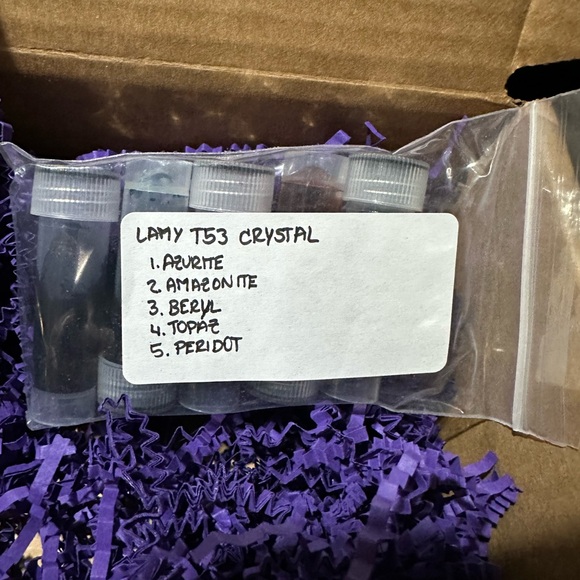 LAMY T53 CRYSTAL
1. AZURITE
2. AMAZONITE
3. BERYL
4. TOPAZ
5. PERIDOT